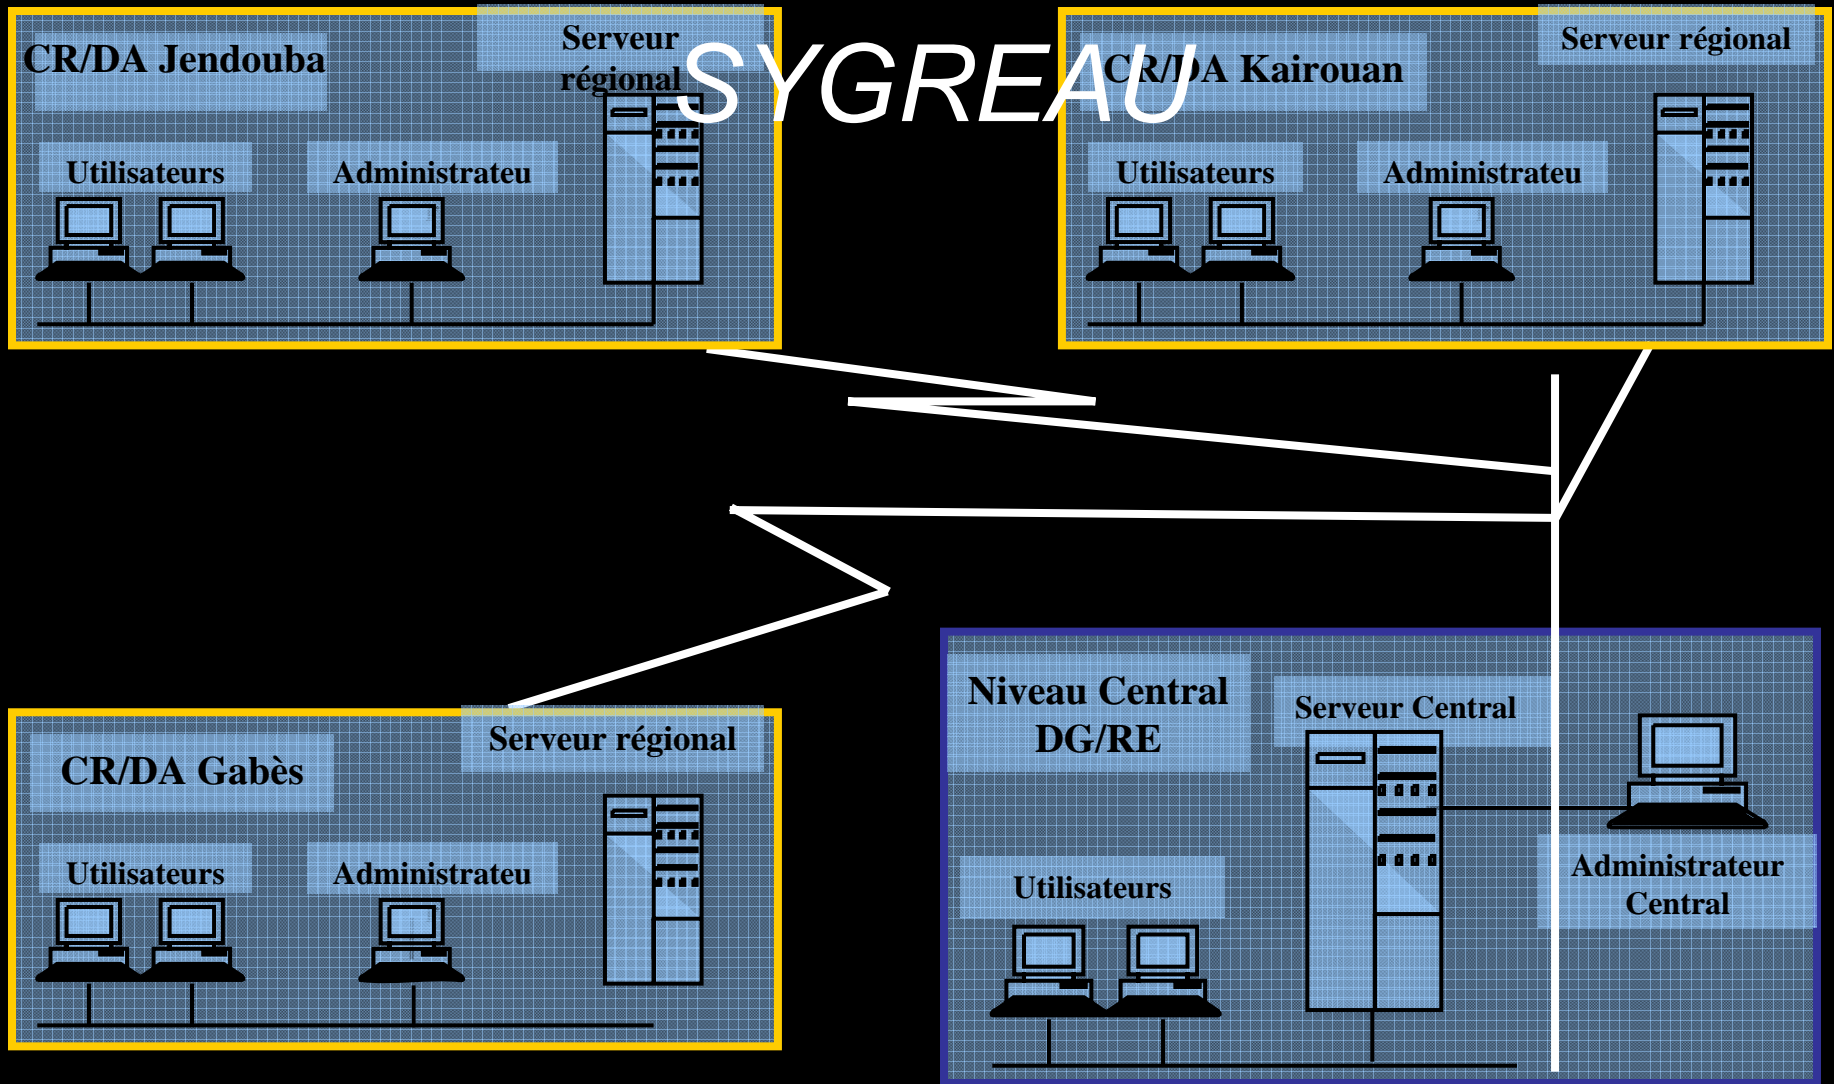 SYGREAU
CR/DA Jendouba
Serveur
régional
Utilisateurs
Administrateu
CR/DA Kairouan
Serveur régional
Utilisateurs
Administrateu
CR/DA Gabès
Serveur régional
Utilisateurs
Administrateu
Niveau Central
DG/RE
Serveur Central
Utilisateurs
Administrateur
Central